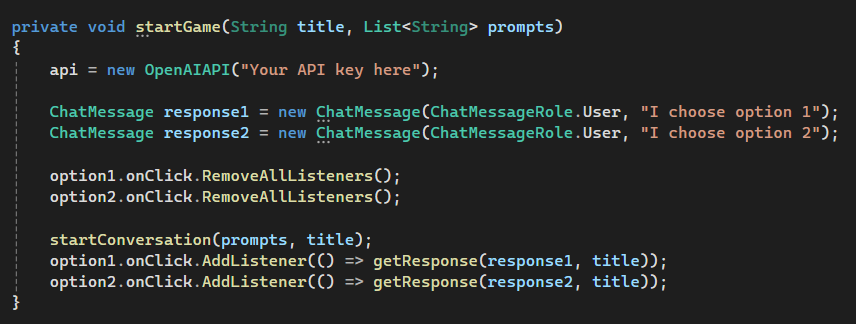 private void startGame(String title, List<String> prompts)
{
    api = new OpenAIAPI("Your API key here");

    ChatMessage response1 = new ChatMessage(ChatMessageRole.User, "I choose option 1");
    ChatMessage response2 = new ChatMessage(ChatMessageRole.User, "I choose option 2");

    option1.onClick.RemoveAllListeners();
    option2.onClick.RemoveAllListeners();

    startConversation(prompts, title);
    option1.onClick.AddListener(() => getResponse(response1, title));
    option2.onClick.AddListener(() => getResponse(response2, title));
}